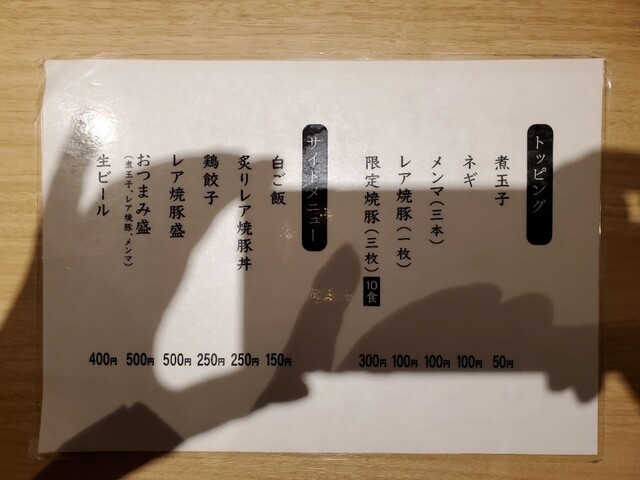 トッピング
煮玉子 50円
ネギ 100円
メンマ(三本) 100円
レア焼豚(一枚) 100円
限定焼豚(三枚) 10食 300円
サイドメニュー
白ご飯 150円
炙りレア焼豚丼 250円
鶏餃子 250円
レア焼豚盛 500円
おつまみ盛 500円
(煮玉子、レア焼豚、メンマ)
生ビール 400円